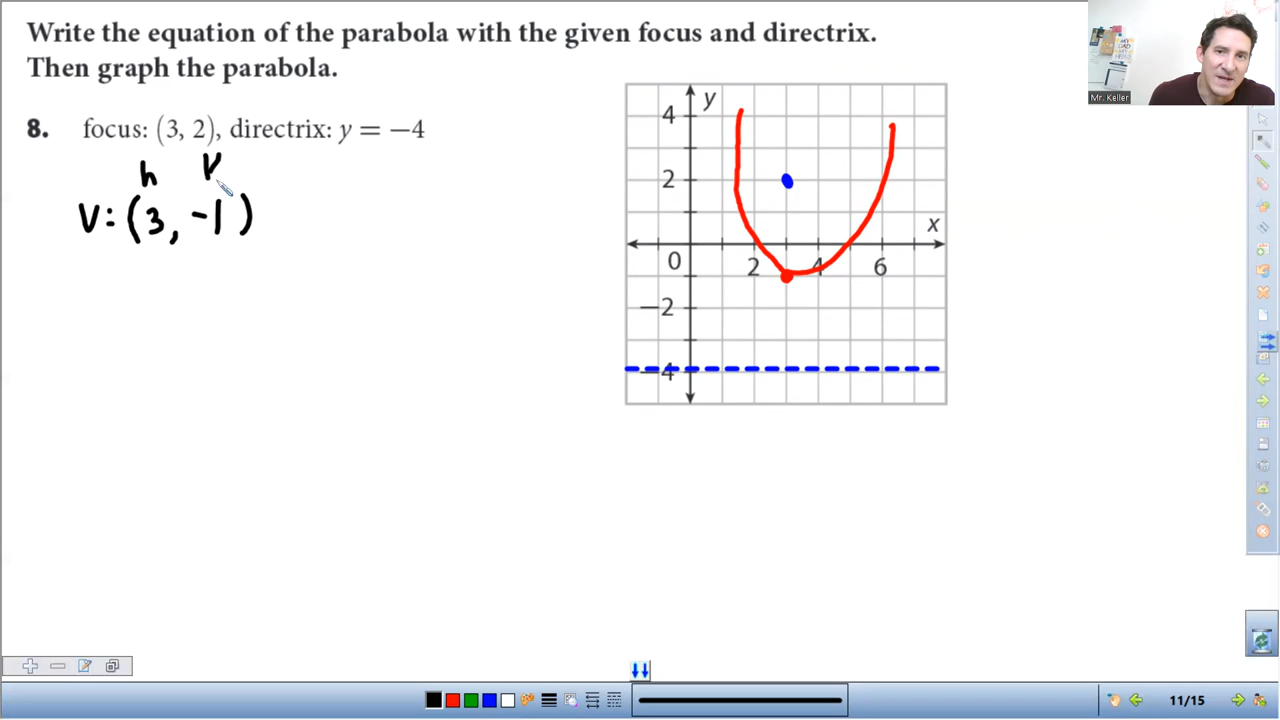 Write the equation of the parabola with the given focus and directrix.
Then graph the parabola.
8. focus: (3, 2), directrix: y = −4
h k
V: (3, -1)
y
4
2
x
0 2 4 6
−2
−4
Mr. Keller
11/15